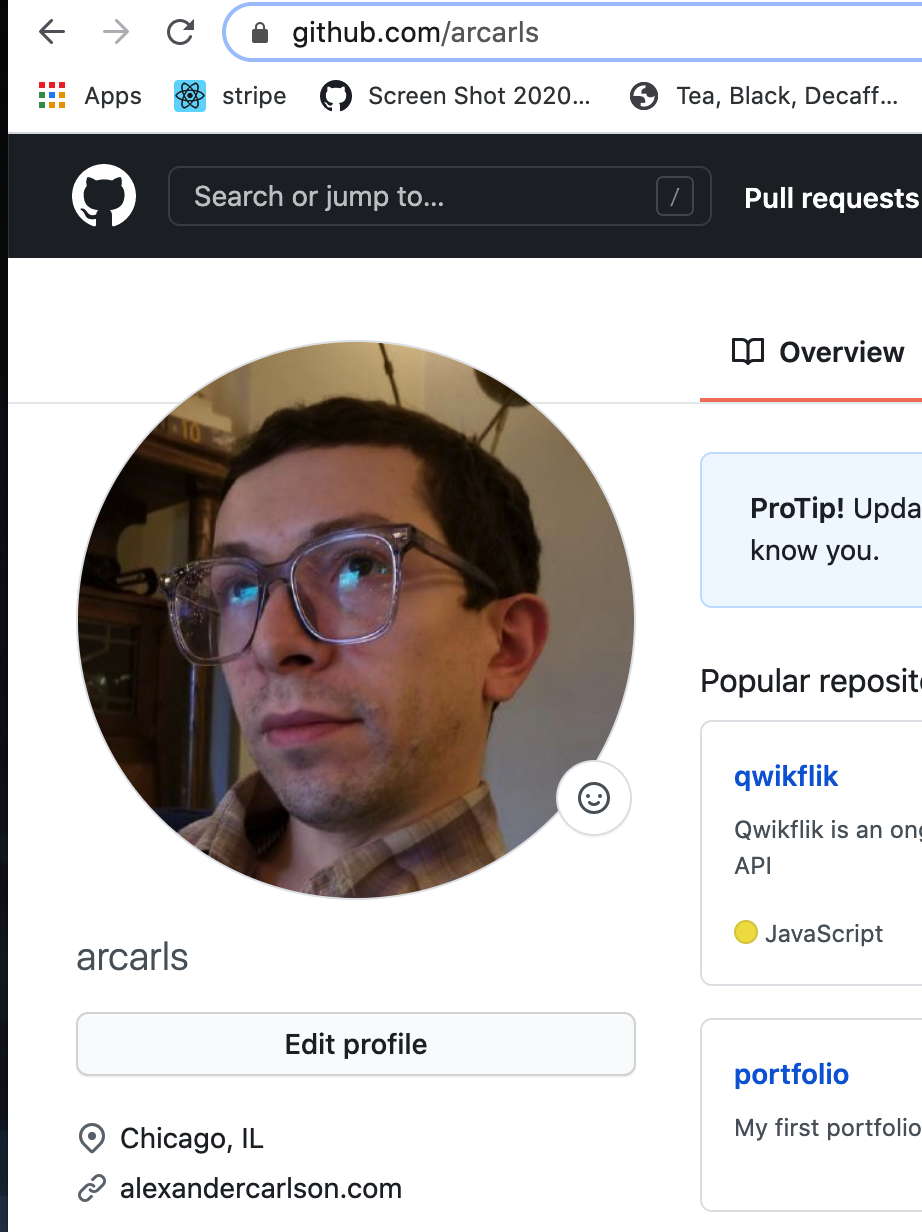 github.com/arcarls
Apps stripe Screen Shot 2020... Tea, Black, Decaff...
Search or jump to... / Pull requests
Overview
ProTip! Upda
know you.
Popular reposit
qwikflik
Qwikflik is an ong
API
JavaScript
arcarls
Edit profile
portfolio
My first portfolio
Chicago, IL
alexandercarlson.com